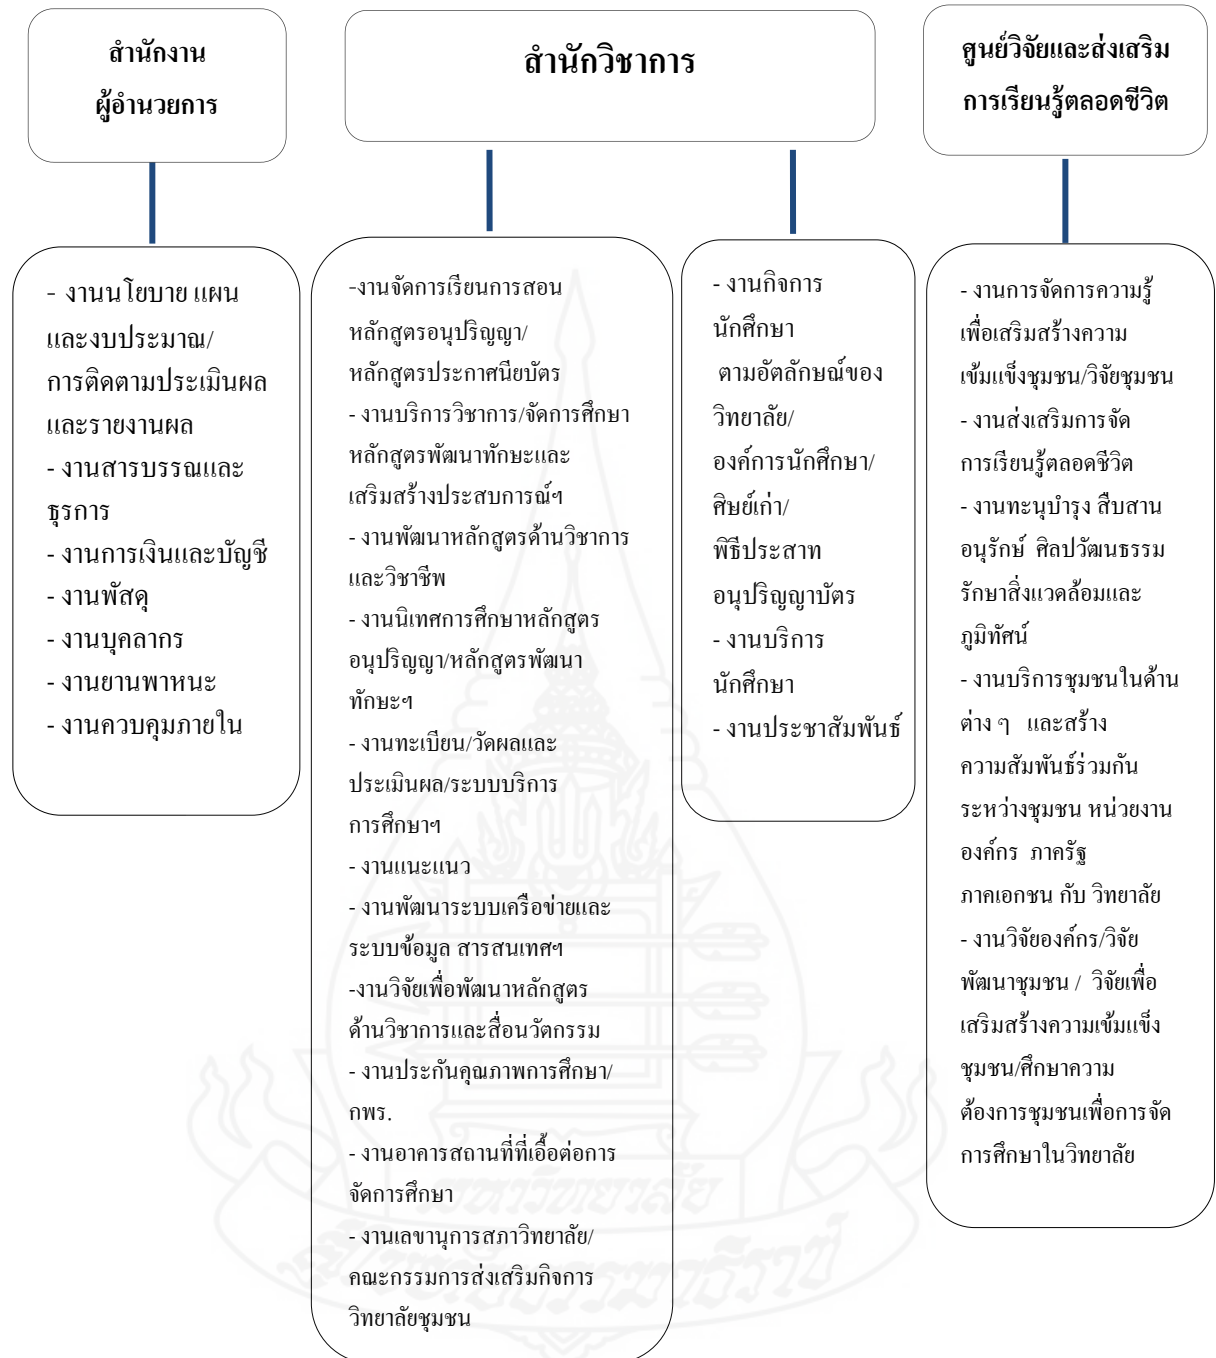 สำนักงาน
ผู้อำนวยการ
สำนักวิชาการ
ศูนย์วิจัยและส่งเสริม
การเรียนรู้ตลอดชีวิต
- งานนโยบาย แผน
และงบประมาณ/
การติดตามประเมินผล
และรายงานผล
- งานสารบรรณและ
ธุรการ
- งานการเงินและบัญชี
- งานพัสดุ
- งานบุคลากร
- งานยานพาหนะ
- งานควบคุมภายใน
-งานจัดการเรียนการสอน
หลักสูตรอนุปริญญา/
หลักสูตรประกาศนียบัตร
- งานบริการวิชาการ/จัดการศึกษา
หลักสูตรพัฒนาทักษะและ
เสริมสร้างประสบการณ์ฯ
- งานพัฒนาหลักสูตรด้านวิชาการ
และวิชาชีพ
- งานนิเทศการศึกษาหลักสูตร
อนุปริญญา/หลักสูตรพัฒนา
ทักษะฯ
- งานทะเบียน/วัดผลและ
ประเมินผล/ระบบบริการ
การศึกษาฯ
- งานแนะแนว
- งานพัฒนาระบบเครือข่ายและ
ระบบข้อมูล สารสนเทศฯ
-งานวิจัยเพื่อพัฒนาหลักสูตร
ด้านวิชาการและสื่อนวัตกรรม
- งานประกันคุณภาพการศึกษา/
กพร.
- งานอาคารสถานที่ที่เอื้อต่อการ
จัดการศึกษา
- งานเลขานุการสภาวิทยาลัย/
คณะกรรมการส่งเสริมกิจการ
วิทยาลัยชุมชน
- งานกิจการ
นักศึกษา
ตามอัตลักษณ์ของ
วิทยาลัย/
องค์การนักศึกษา/
ศิษย์เก่า/
พิธีประสาท
อนุปริญญาบัตร
- งานบริการ
นักศึกษา
- งานประชาสัมพันธ์
- งานการจัดการความรู้
เพื่อเสริมสร้างความ
เข้มแข็งชุมชน/วิจัยชุมชน
- งานส่งเสริมการจัด
การเรียนรู้ตลอดชีวิต
- งานทะนุบำรุง สืบสาน
อนุรักษ์ ศิลปวัฒนธรรม
รักษาสิ่งแวดล้อมและ
ภูมิทัศน์
- งานบริการชุมชนในด้าน
ต่าง ๆ และสร้าง
ความสัมพันธ์ร่วมกัน
ระหว่างชุมชน หน่วยงาน
องค์กร ภาครัฐ
ภาคเอกชน กับ วิทยาลัย
- งานวิจัยองค์กร/วิจัย
พัฒนาชุมชน / วิจัยเพื่อ
เสริมสร้างความเข้มแข็ง
ชุมชน/ศึกษาความ
ต้องการชุมชนเพื่อการจัด
การศึกษาในวิทยาลัย
มหาวิทยาลัย
สุโขทัยธรรมาธิราช